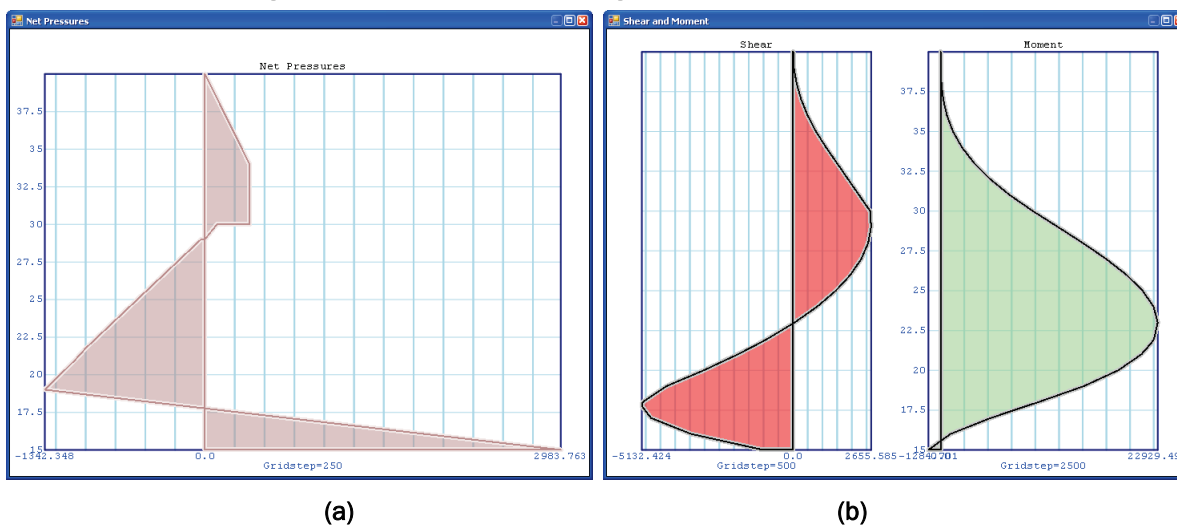 Net Pressures
Net Pressures
37.5
35
32.5
30
27.5
25
22.5
20
17.5
15
-1342.348
0.0
2983.763
Gridstep=250
(a)
Shear and Moment
Shear
Moment
37.5
35
32.5
30
27.5
25
22.5
20
17.5
15
-5132.424
0.0
2655.585
Gridstep=500
22929.49
Gridstep=2500
(b)